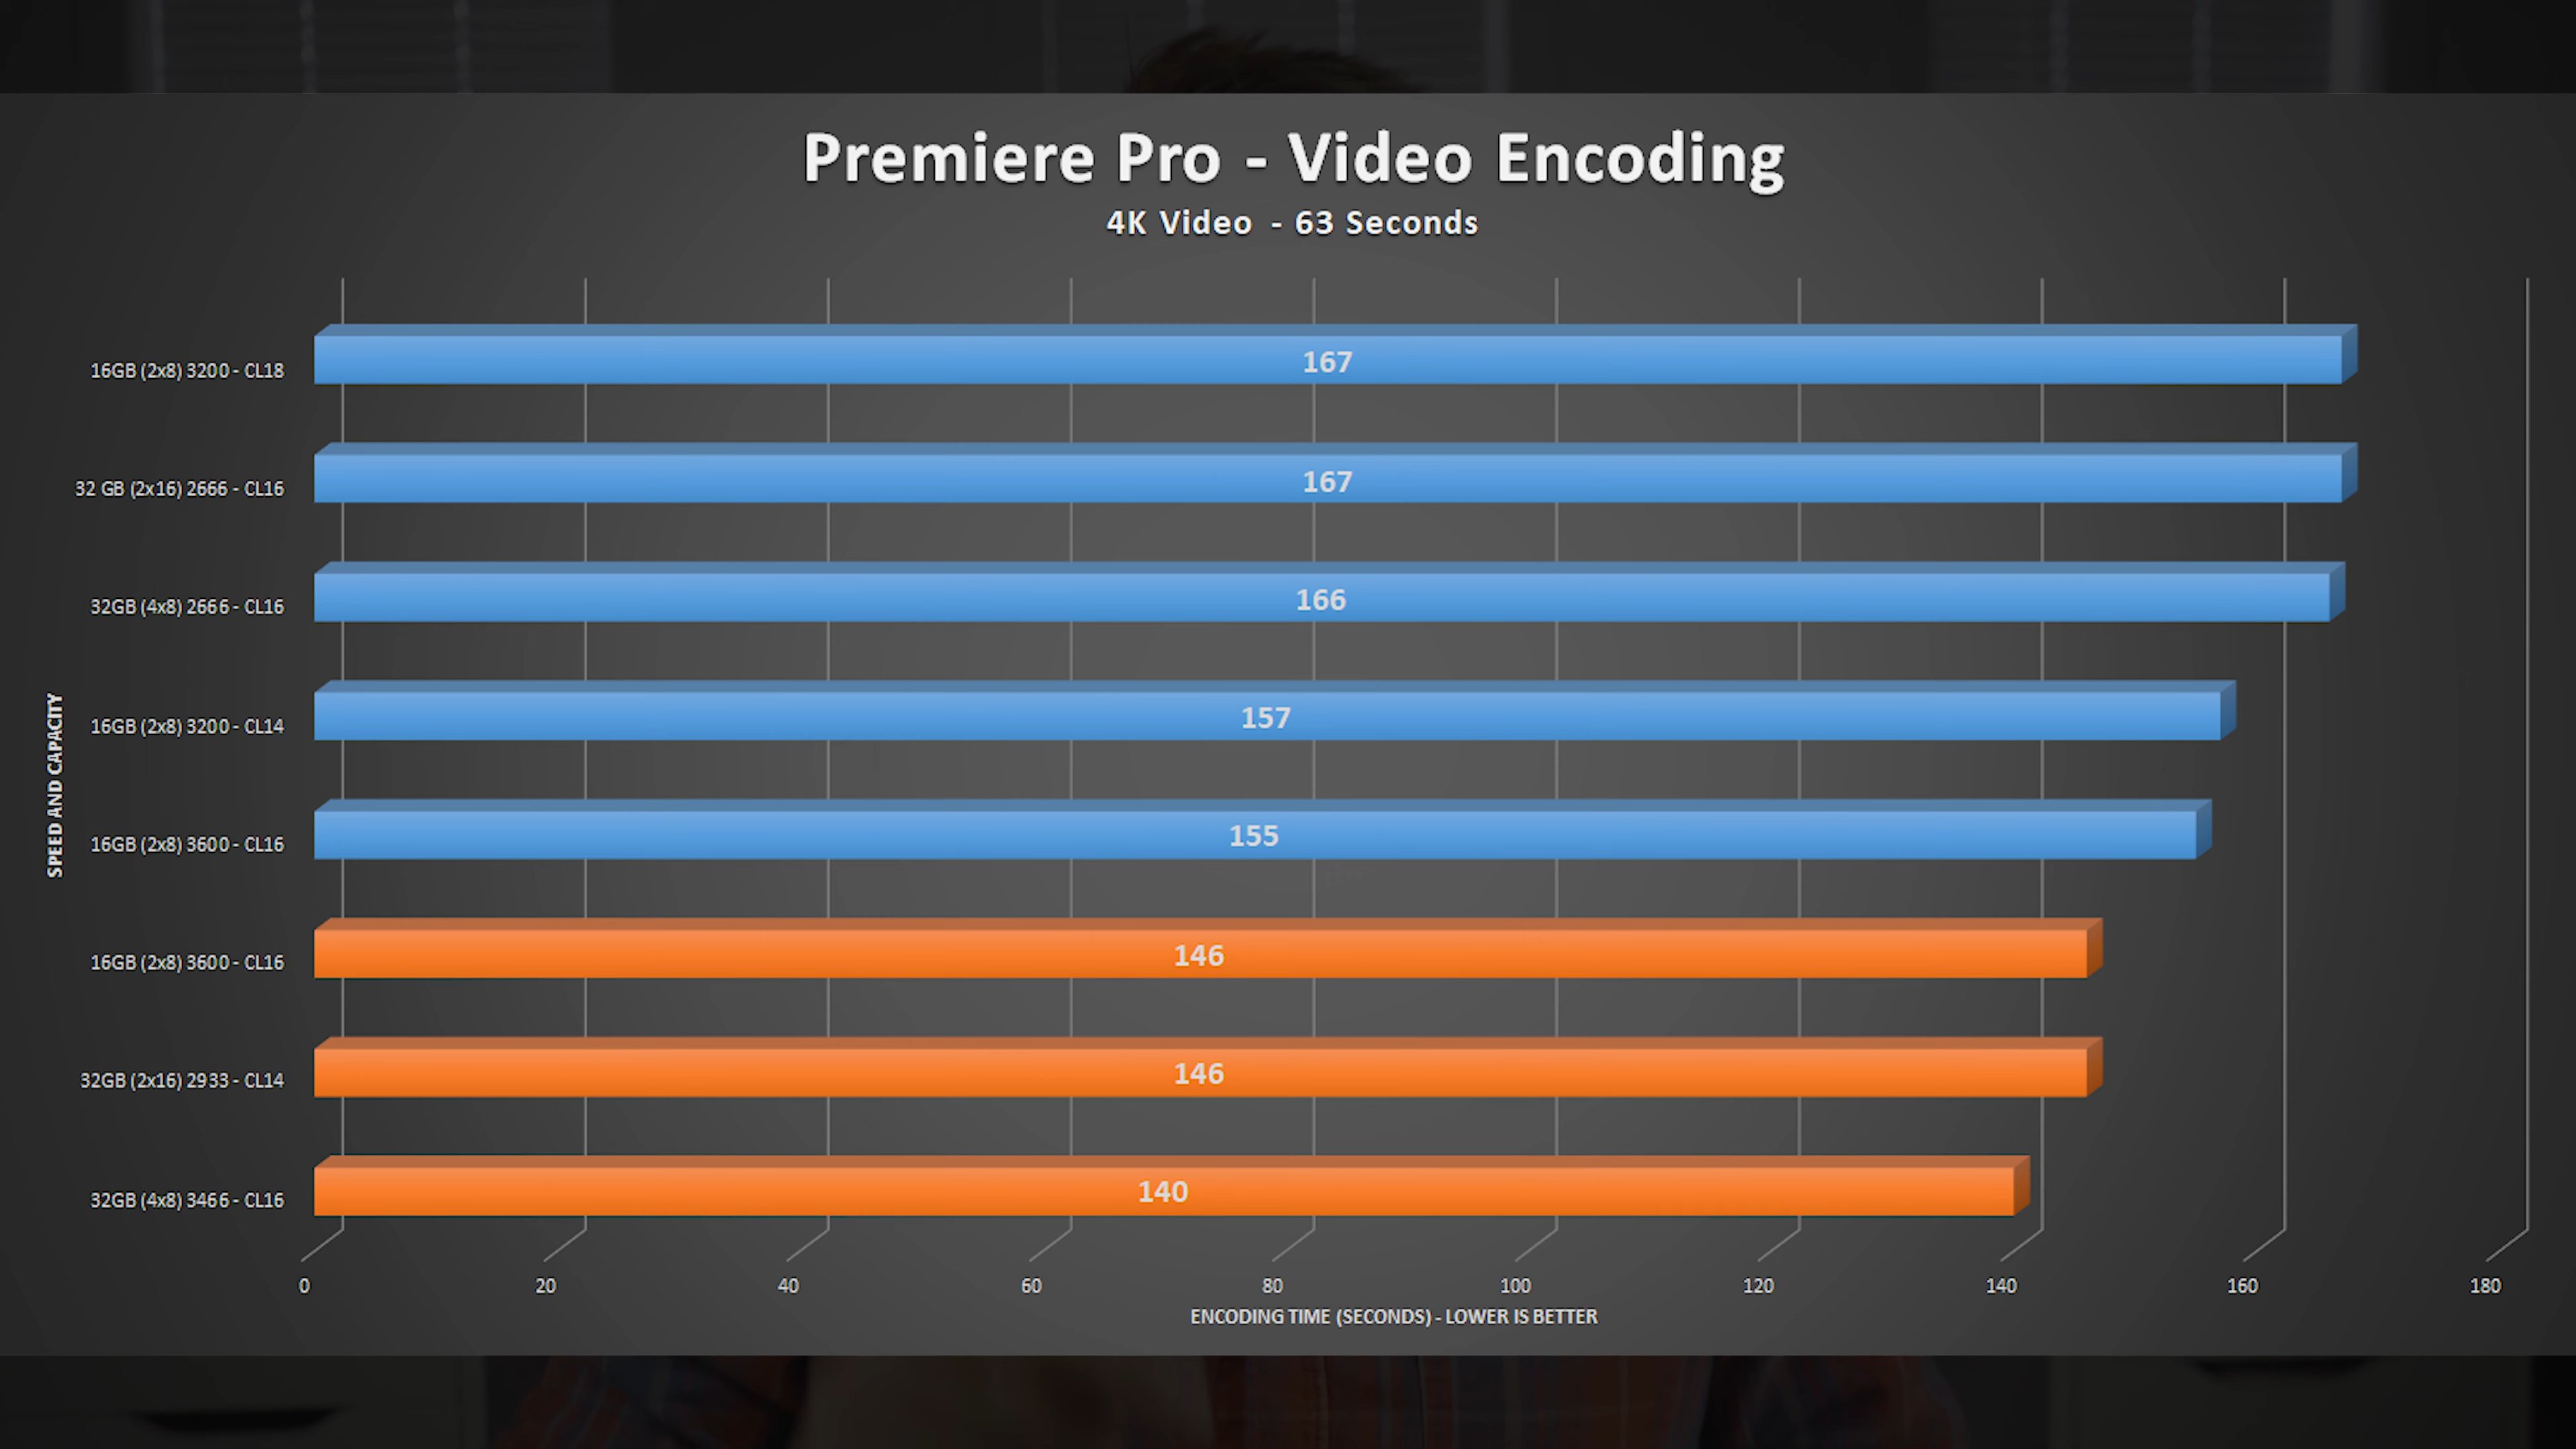 Premiere Pro - Video Encoding
4K Video - 63 Seconds
16GB (2x8) 3200 - CL18
167
32 GB (2x16) 2666 - CL16
167
32GB (4x8) 2666 - CL16
166
16GB (2x8) 3200 - CL14
157
16GB (2x8) 3600 - CL16
155
16GB (2x8) 3600 - CL16
146
32GB (2x16) 2933 - CL14
146
32GB (4x8) 3466 - CL16
140
SPEED AND CAPACITY
0 20 40 60 80 100 120 140 160 180
ENCODING TIME (SECONDS) - LOWER IS BETTER